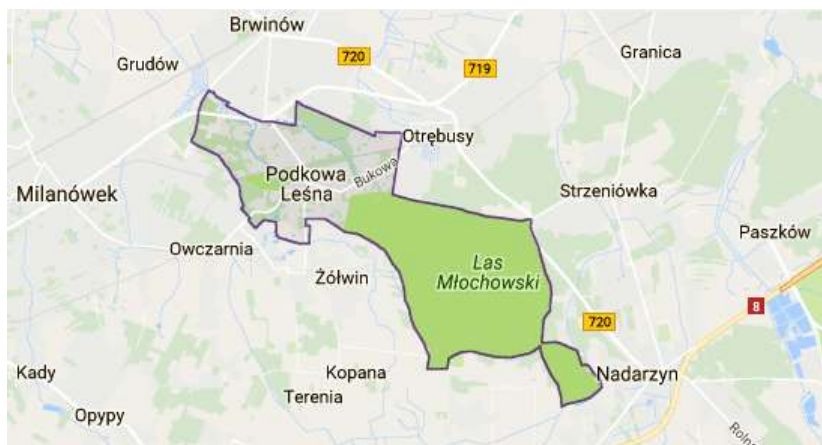 Brwinów
Grudów
720
719
Granica
Otrębusy
Podkowa
Leśna
Bukowa
Milanówek
Strzeniówka
Paszków
Owczarnia
Las
Młochowski
Żółwin
8
720
Kady
Kopana
Nadarzyn
Terenia
Opypy
Rolna